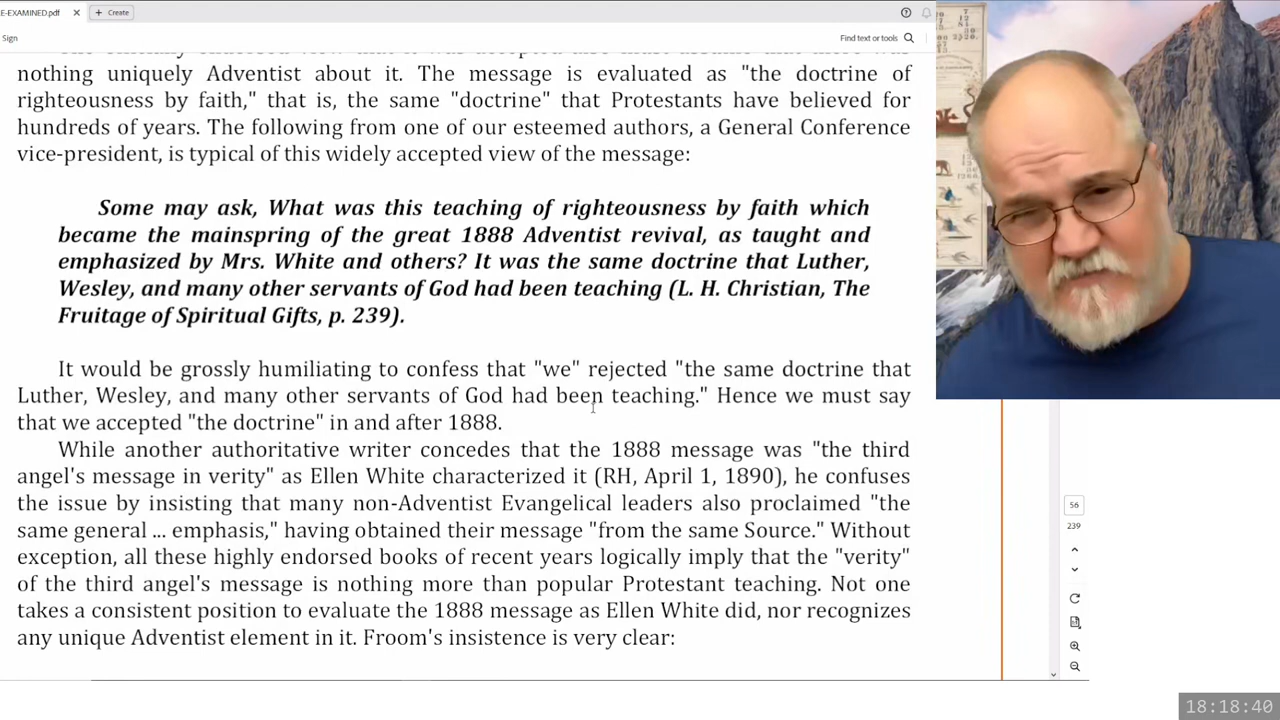 E-EXAMINED.pdf
Create
Sign
Find text or tools
nothing uniquely Adventist about it. The message is evaluated as "the doctrine of
righteousness by faith," that is, the same "doctrine" that Protestants have believed for
hundreds of years. The following from one of our esteemed authors, a General Conference
vice-president, is typical of this widely accepted view of the message:
Some may ask, What was this teaching of righteousness by faith which
became the mainspring of the great 1888 Adventist revival, as taught and
emphasized by Mrs. White and others? It was the same doctrine that Luther,
Wesley, and many other servants of God had been teaching (L. H. Christian, The
Fruitage of Spiritual Gifts, p. 239).
It would be grossly humiliating to confess that "we" rejected "the same doctrine that
Luther, Wesley, and many other servants of God had been teaching." Hence we must say
that we accepted "the doctrine" in and after 1888.
While another authoritative writer concedes that the 1888 message was "the third
angel's message in verity" as Ellen White characterized it (RH, April 1, 1890), he confuses
the issue by insisting that many non-Adventist Evangelical leaders also proclaimed "the
same general ... emphasis," having obtained their message "from the same Source." Without
exception, all these highly endorsed books of recent years logically imply that the "verity"
of the third angel's message is nothing more than popular Protestant teaching. Not one
takes a consistent position to evaluate the 1888 message as Ellen White did, nor recognizes
any unique Adventist element in it. Froom's insistence is very clear:
56
239
18:18:40